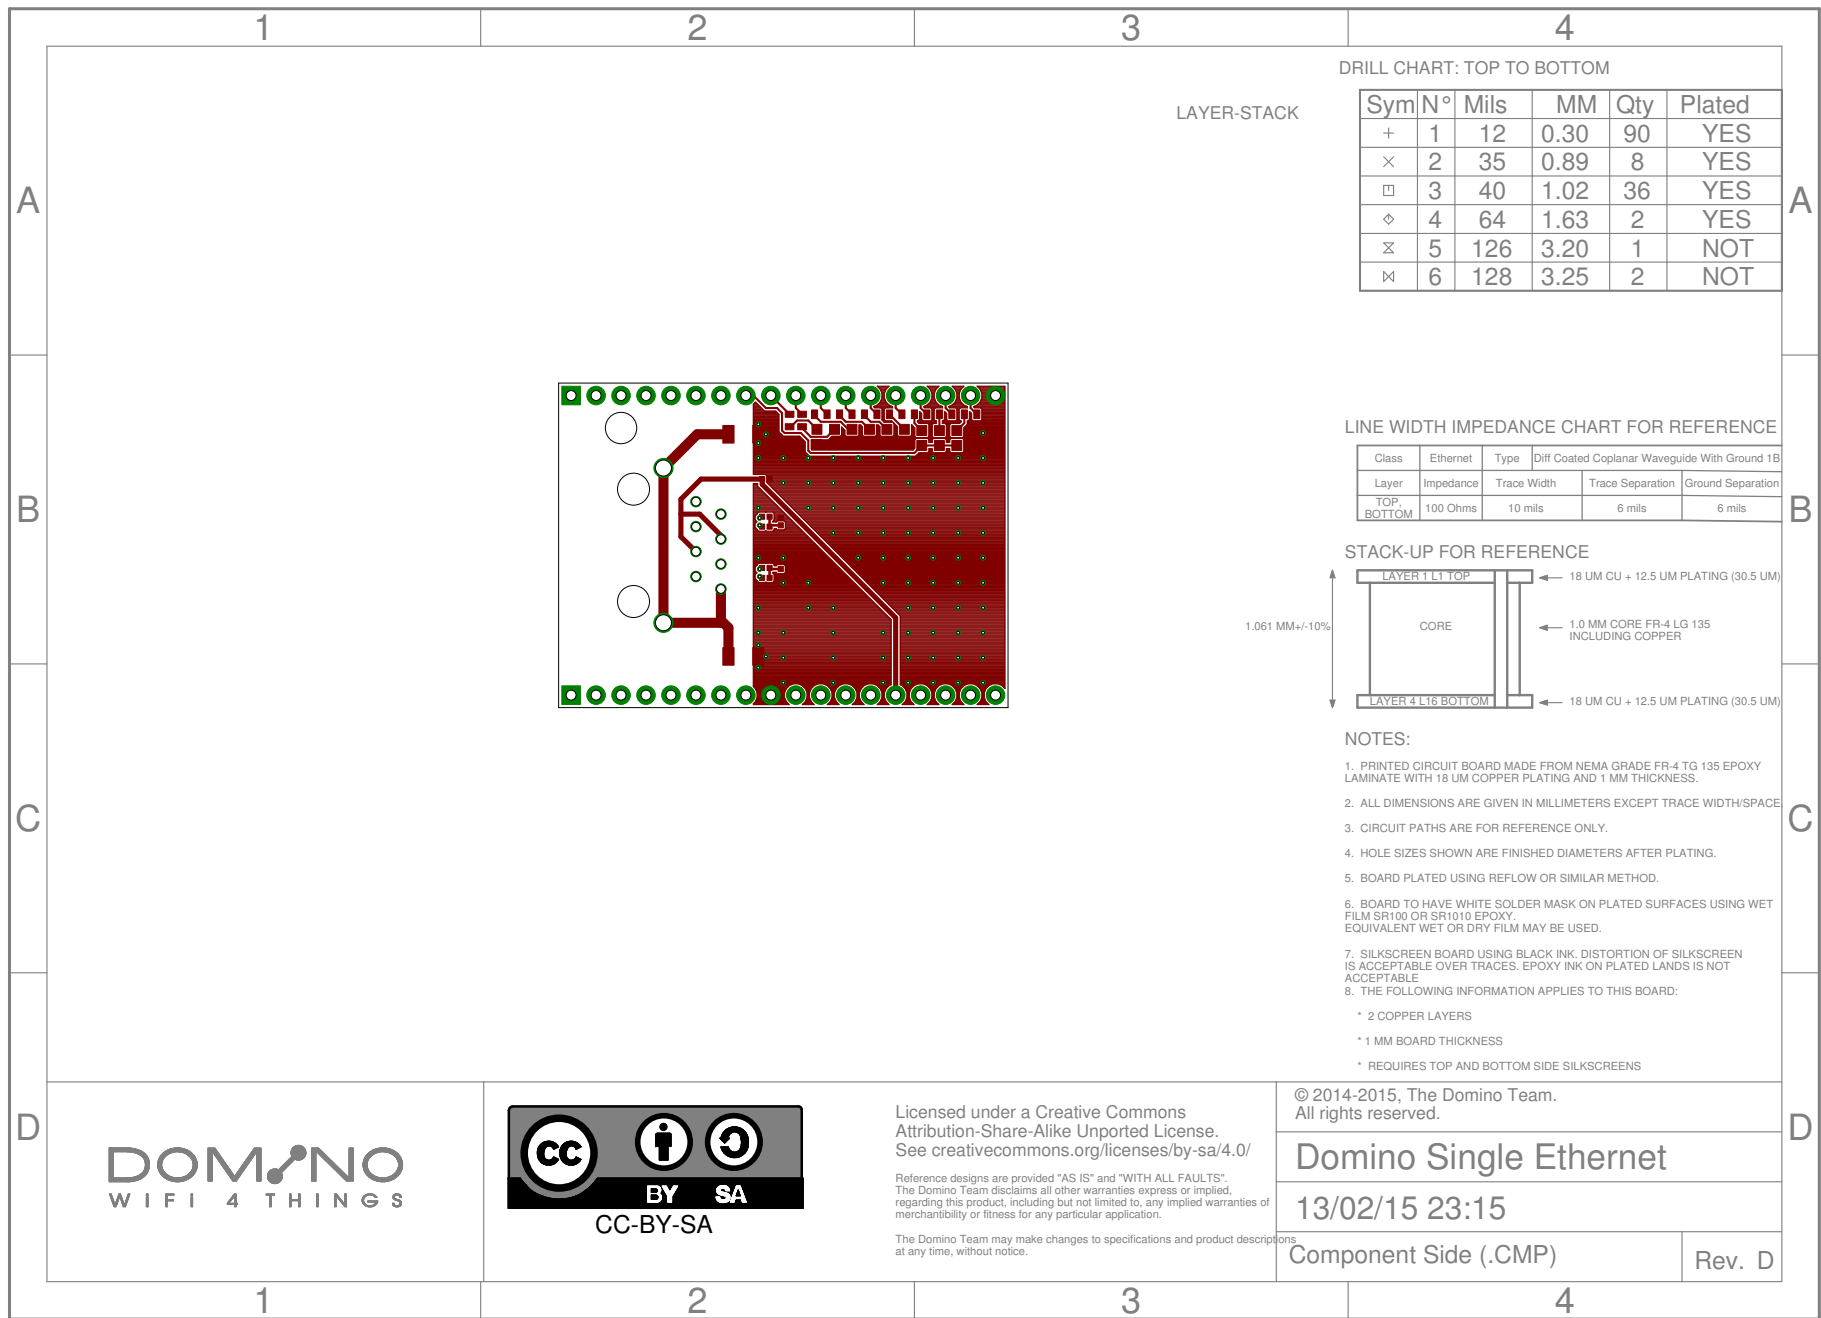 1 2 3 4
DRILL CHART: TOP TO BOTTOM
LAYER-STACK
Sym N° Mils MM Qty Plated
+ 1 12 0.30 90 YES
× 2 35 0.89 8 YES
3 40 1.02 36 YES
4 64 1.63 2 YES
5 126 3.20 1 NOT
6 128 3.25 2 NOT
A A
LINE WIDTH IMPEDANCE CHART FOR REFERENCE
Class Ethernet Type Diff Coated Coplanar Waveguide With Ground 1B
Layer Impedance Trace Width Trace Separation Ground Separation
TOP, BOTTOM 100 Ohms 10 mils 6 mils 6 mils
B B
STACK-UP FOR REFERENCE
LAYER 1 L1 TOP 18 UM CU + 12.5 UM PLATING (30.5 UM)
1.061 MM+/-10% CORE 1.0 MM CORE FR-4 LG 135
INCLUDING COPPER
LAYER 4 L16 BOTTOM 18 UM CU + 12.5 UM PLATING (30.5 UM)
NOTES:
1. PRINTED CIRCUIT BOARD MADE FROM NEMA GRADE FR-4 TG 135 EPOXY
LAMINATE WITH 18 UM COPPER PLATING AND 1 MM THICKNESS.
2. ALL DIMENSIONS ARE GIVEN IN MILLIMETERS EXCEPT TRACE WIDTH/SPACE
C C
3. CIRCUIT PATHS ARE FOR REFERENCE ONLY.
4. HOLE SIZES SHOWN ARE FINISHED DIAMETERS AFTER PLATING.
5. BOARD PLATED USING REFLOW OR SIMILAR METHOD.
6. BOARD TO HAVE WHITE SOLDER MASK ON PLATED SURFACES USING WET
FILM SR100 OR SR1010 EPOXY.
EQUIVALENT WET OR DRY FILM MAY BE USED.
7. SILKSCREEN BOARD USING BLACK INK. DISTORTION OF SILKSCREEN
IS ACCEPTABLE OVER TRACES. EPOXY INK ON PLATED LANDS IS NOT
ACCEPTABLE
8. THE FOLLOWING INFORMATION APPLIES TO THIS BOARD:
* 2 COPPER LAYERS
* 1 MM BOARD THICKNESS
* REQUIRES TOP AND BOTTOM SIDE SILKSCREENS
D D
DOMINO
WIFI 4 THINGS
cc
BY SA
CC-BY-SA
Licensed under a Creative Commons
Attribution-Share-Alike Unported License.
See creativecommons.org/licenses/by-sa/4.0/
Reference designs are provided "AS IS" and "WITH ALL FAULTS".
The Domino Team disclaims all other warranties express or implied,
regarding this product, including but not limited to, any implied warranties of
merchantibility or fitness for any particular application.
The Domino Team may make changes to specifications and product descriptions
at any time, without notice.
© 2014-2015, The Domino Team.
All rights reserved.
Domino Single Ethernet
13/02/15 23:15
Component Side (.CMP) Rev. D
1 2 3 4